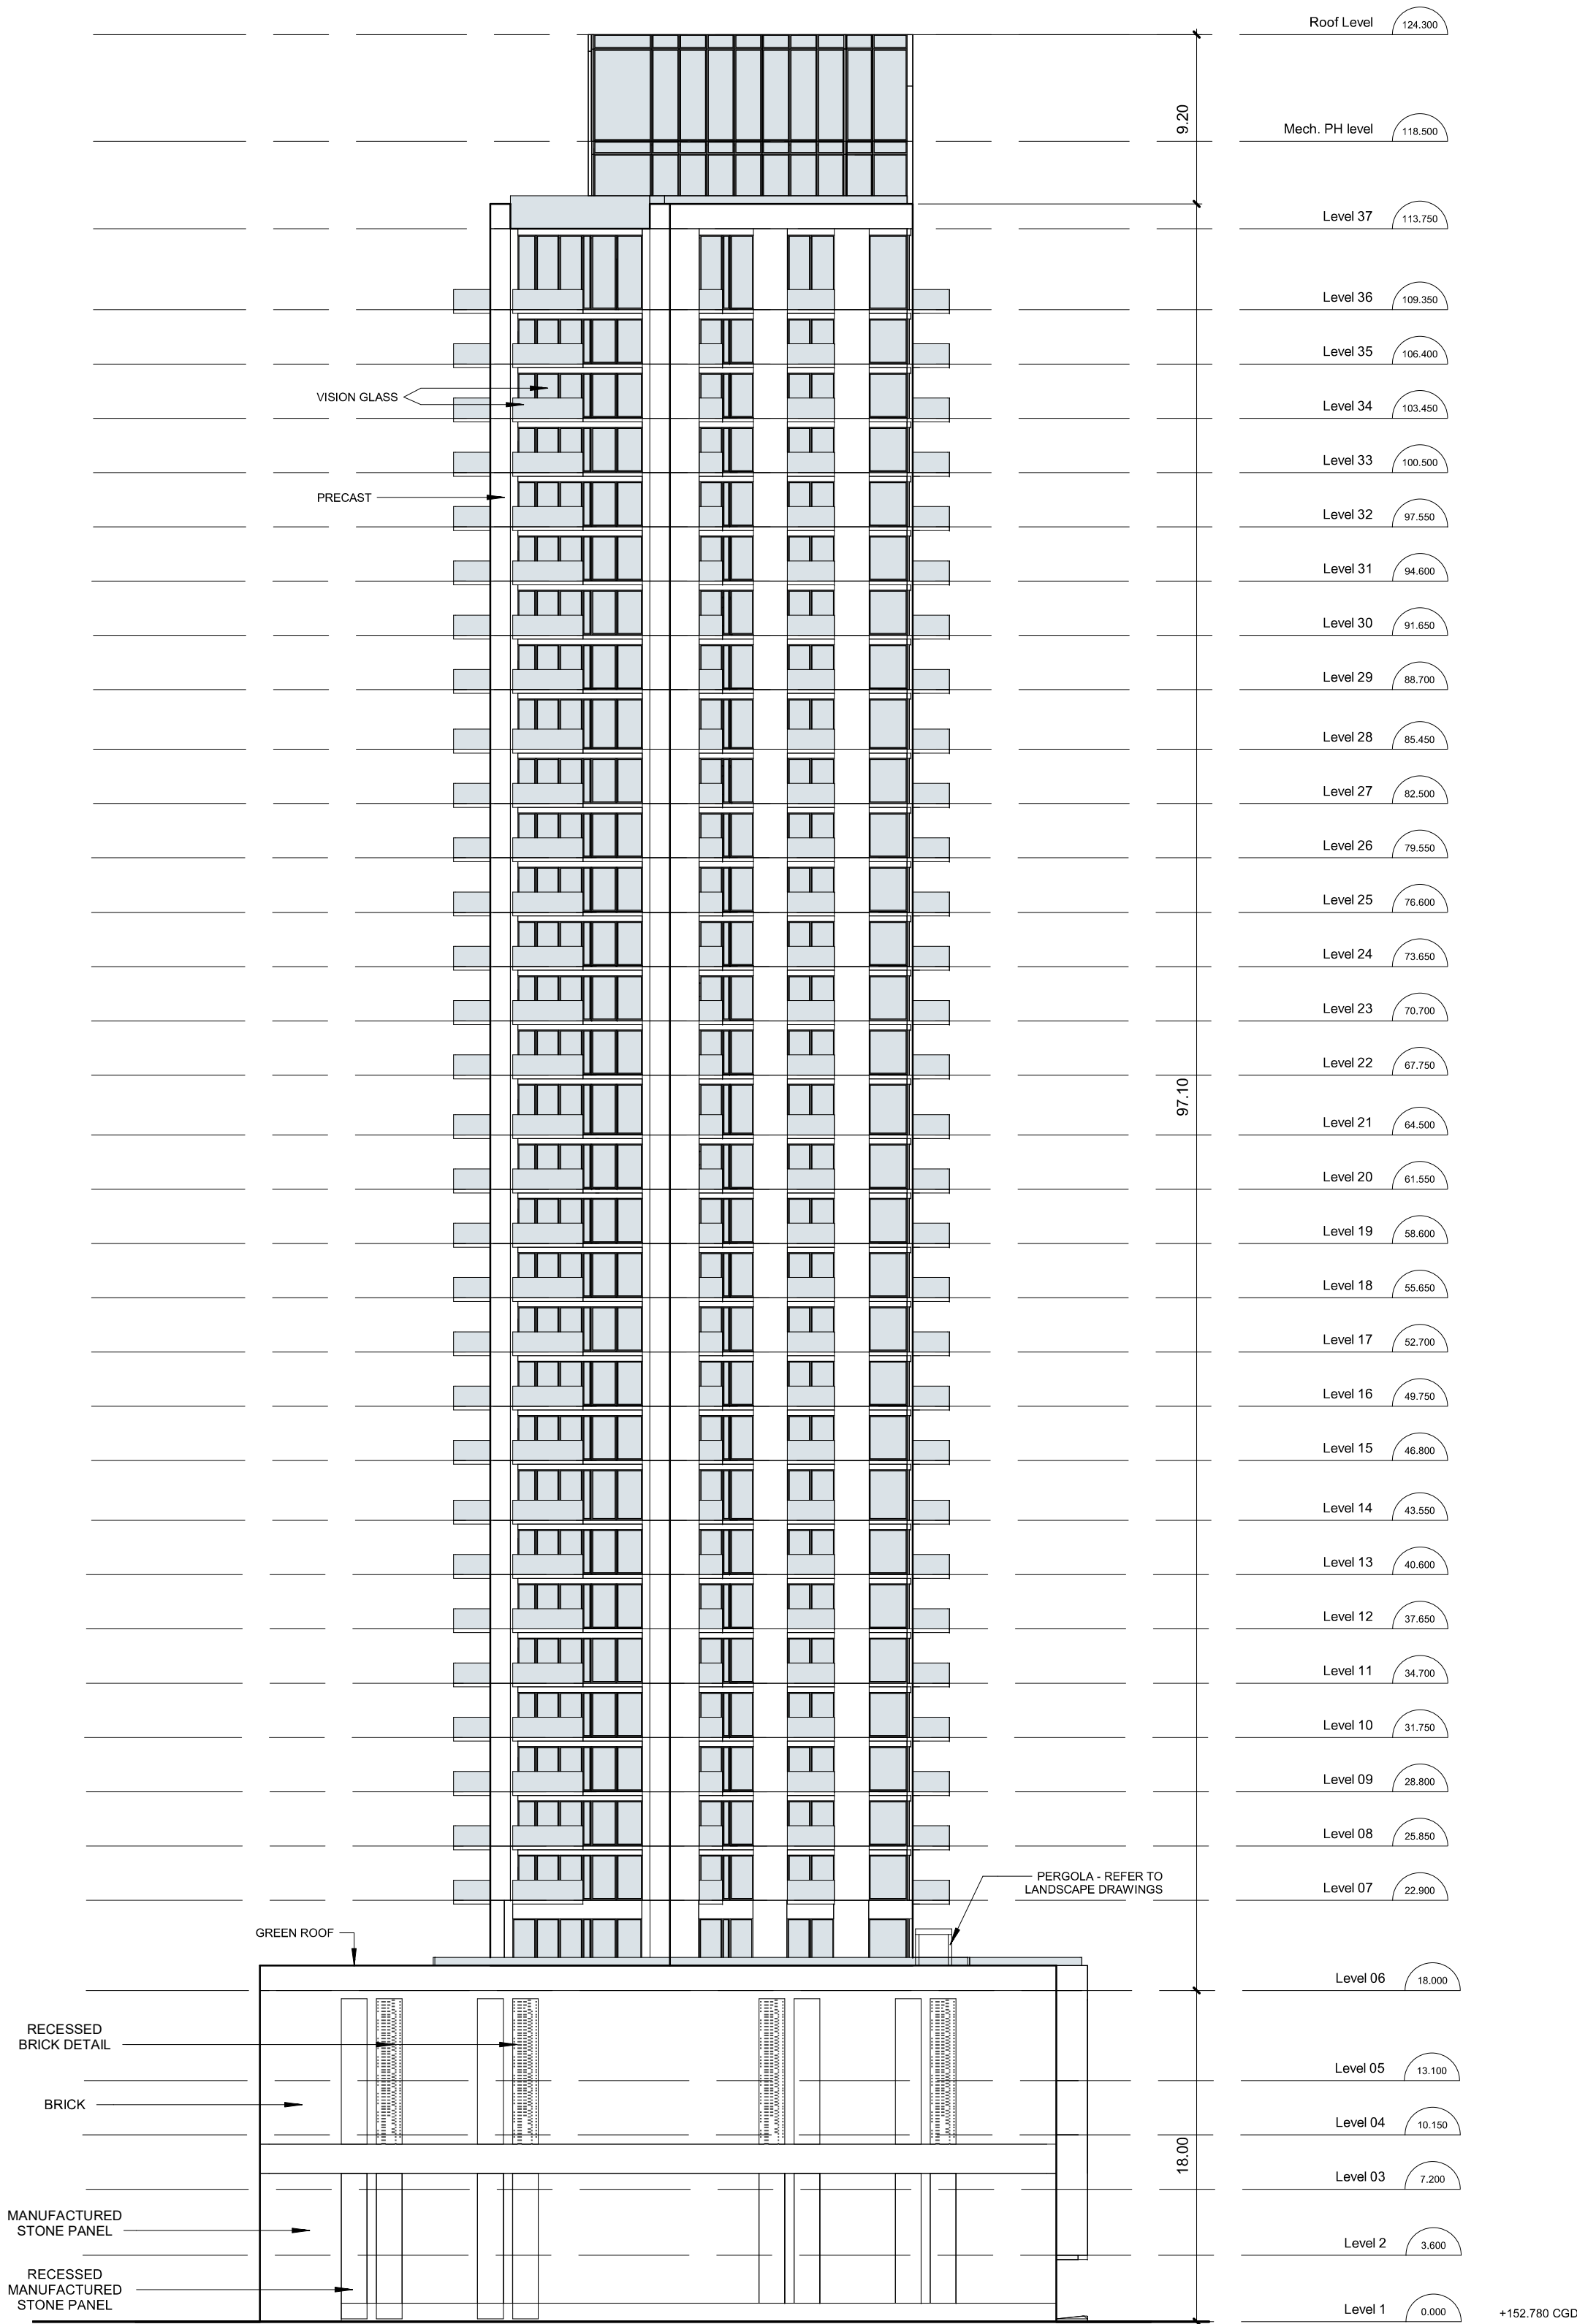 Roof Level 124.300
9.20
Mech. PH level 118.500
Level 37 113.750
Level 36 109.350
Level 35 106.400
VISION GLASS
Level 34 103.450
Level 33 100.500
PRECAST
Level 32 97.550
Level 31 94.600
Level 30 91.650
Level 29 88.700
Level 28 85.450
Level 27 82.500
Level 26 79.550
Level 25 76.600
Level 24 73.650
Level 23 70.700
Level 22 67.750
97.10
Level 21 64.500
Level 20 61.550
Level 19 58.600
Level 18 55.650
Level 17 52.700
Level 16 49.750
Level 15 46.800
Level 14 43.550
Level 13 40.600
Level 12 37.650
Level 11 34.700
Level 10 31.750
Level 09 28.800
Level 08 25.850
PERGOLA - REFER TO
LANDSCAPE DRAWINGS
Level 07 22.900
GREEN ROOF
Level 06 18.000
RECESSED
BRICK DETAIL
Level 05 13.100
BRICK
Level 04 10.150
18.00
Level 03 7.200
MANUFACTURED
STONE PANEL
Level 2 3.600
RECESSED
MANUFACTURED
STONE PANEL
Level 1 0.000 +152.780 CGD